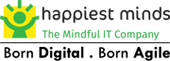 happiest minds
The Mindful IT Company
Born Digital . Born Agile